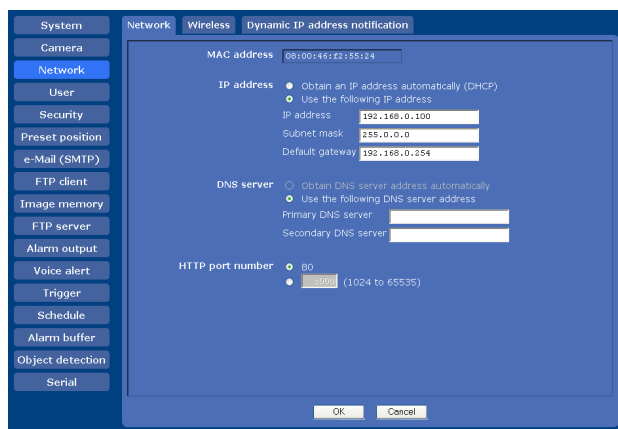 System
Camera
Network
User
Security
Preset position
e-Mail (SMTP)
FTP client
Image memory
FTP server
Alarm output
Voice alert
Trigger
Schedule
Alarm buffer
Object detection
Serial
Network Wireless Dynamic IP address notification
MAC address 08:00:46:f2:55:24
IP address Obtain an IP address automatically (DHCP)
Use the following IP address
IP address 192.168.0.100
Subnet mask 255.0.0.0
Default gateway 192.168.0.254
DNS server Obtain DNS server address automatically
Use the following DNS server address
Primary DNS server
Secondary DNS server
HTTP port number 80
8000 (1024 to 65535)
OK Cancel